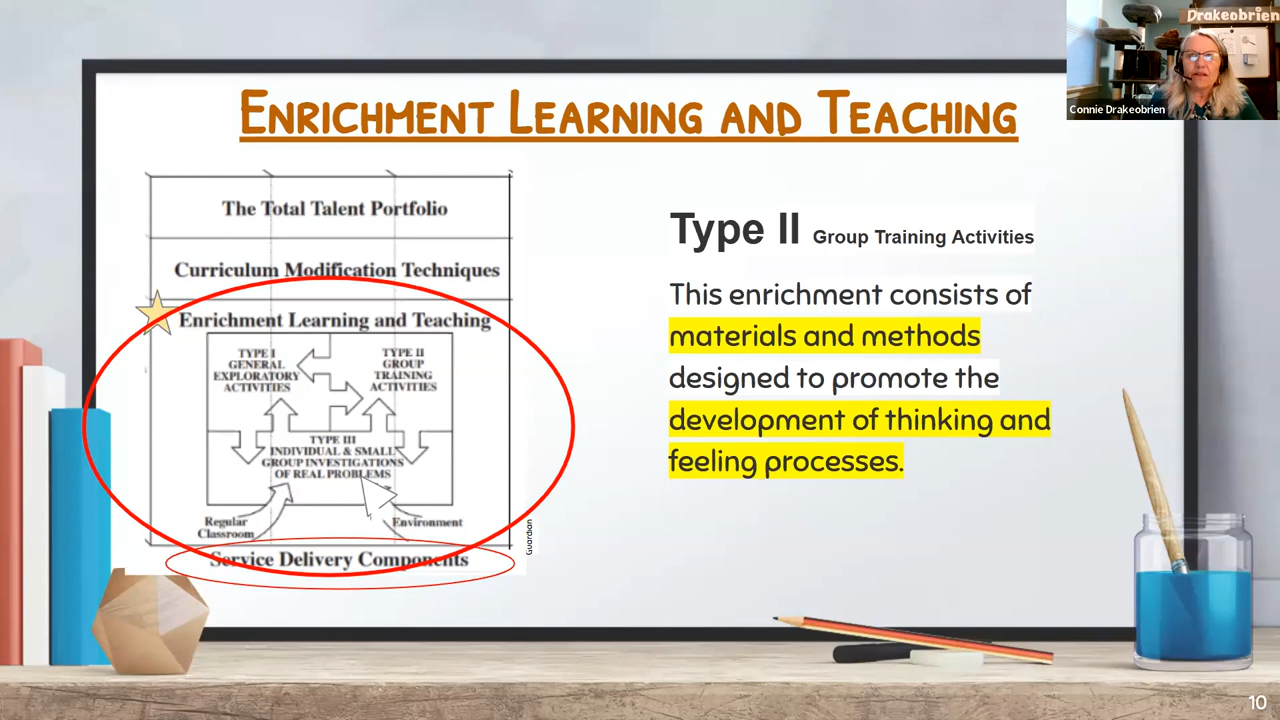 Drakeobrien
Connie Drakeobrien
ENRICHMENT LEARNING AND TEACHING
The Total Talent Portfolio
Curriculum Modification Techniques
Enrichment Learning and Teaching
TYPE I
GENERAL
EXPLORATORY
ACTIVITIES
TYPE II
GROUP
TRAINING
ACTIVITIES
TYPE III
INDIVIDUAL & SMALL
GROUP INVESTIGATIONS
OF REAL PROBLEMS
Regular
Classroom
Environment
Service Delivery Components
Guardian
Type II Group Training Activities
This enrichment consists of
materials and methods
designed to promote the
development of thinking and
feeling processes.
10